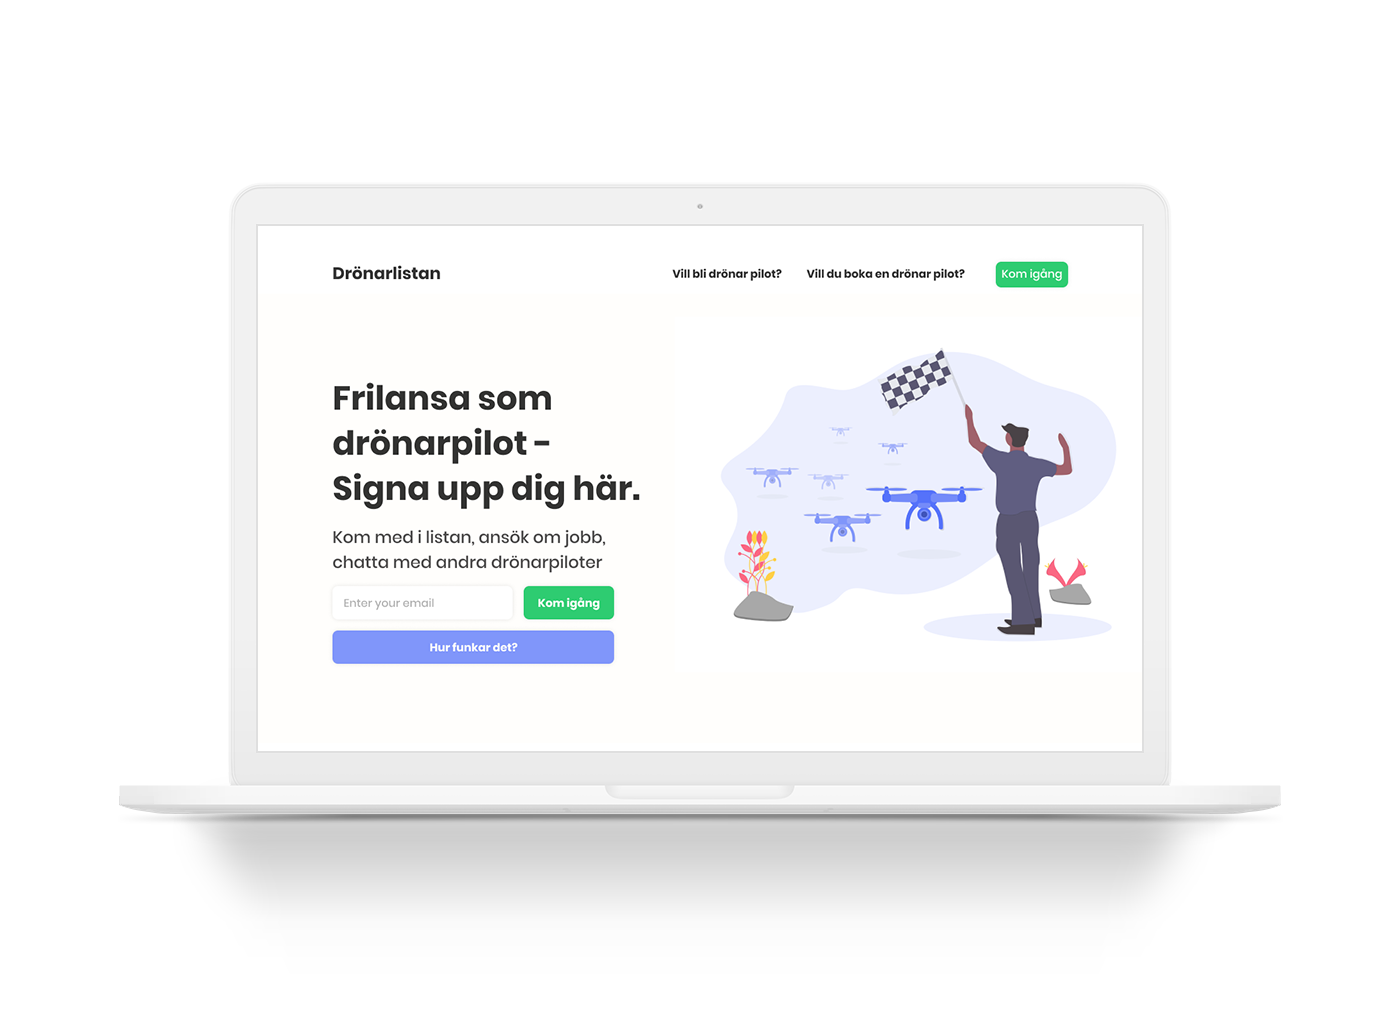 Drönarlistan
Vill bli drönar pilot?
Vill du boka en drönar pilot?
Kom igång
Frilansa som
drönarpilot -
Signa upp dig här.
Kom med i listan, ansök om jobb,
chatta med andra drönarpiloter
Enter your email
Kom igång
Hur funkar det?